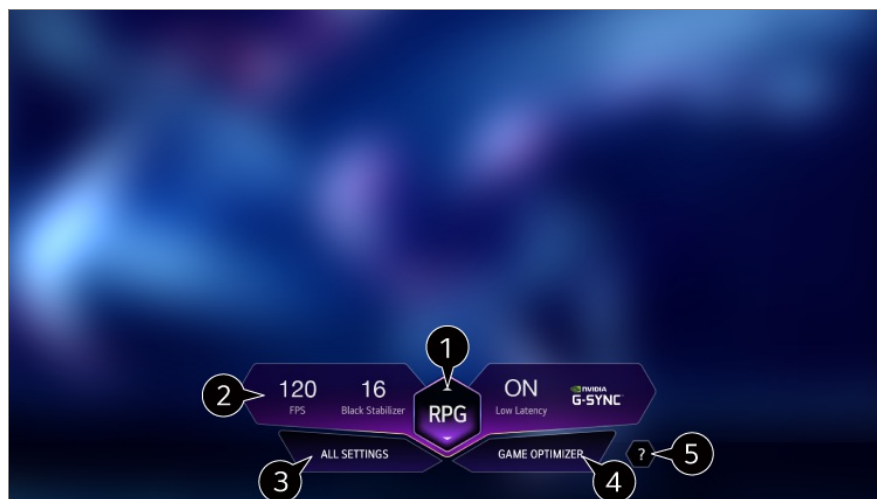 1
2
120
FPS
16
Black Stabilizer
RPG
ON
Low Latency
NVIDIA
G-SYNC
3
ALL SETTINGS
GAME OPTIMIZER
4
?
5